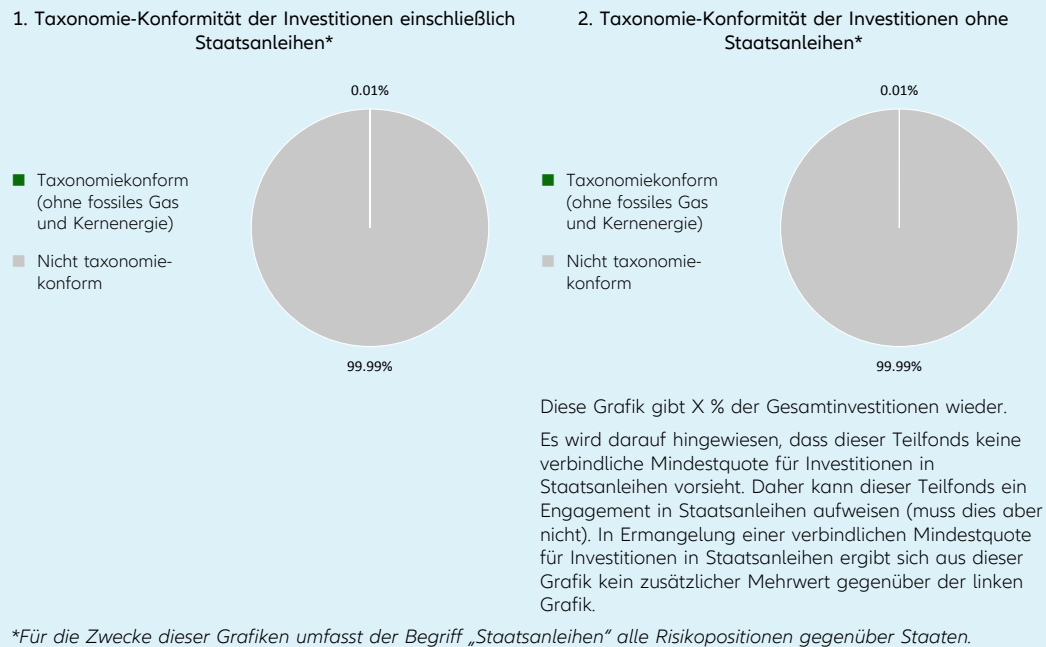 1. Taxonomie-Konformität der Investitionen einschließlich
Staatsanleihen*
0.01%
Taxonomiekonform
(ohne fossiles Gas
und Kernenergie)
Nicht taxonomie-
konform
99.99%
2. Taxonomie-Konformität der Investitionen ohne
Staatsanleihen*
0.01%
Taxonomiekonform
(ohne fossiles Gas
und Kernenergie)
Nicht taxonomie-
konform
99.99%
Diese Grafik gibt X % der Gesamtinvestitionen wieder.
Es wird darauf hingewiesen, dass dieser Teilfonds keine
verbindliche Mindestquote für Investitionen in
Staatsanleihen vorsieht. Daher kann dieser Teilfonds ein
Engagement in Staatsanleihen aufweisen (muss dies aber
nicht). In Ermangelung einer verbindlichen Mindestquote
für Investitionen in Staatsanleihen ergibt sich aus dieser
Grafik kein zusätzlicher Mehrwert gegenüber der linken
Grafik.
*Für die Zwecke dieser Grafiken umfasst der Begriff „Staatsanleihen" alle Risikopositionen gegenüber Staaten.